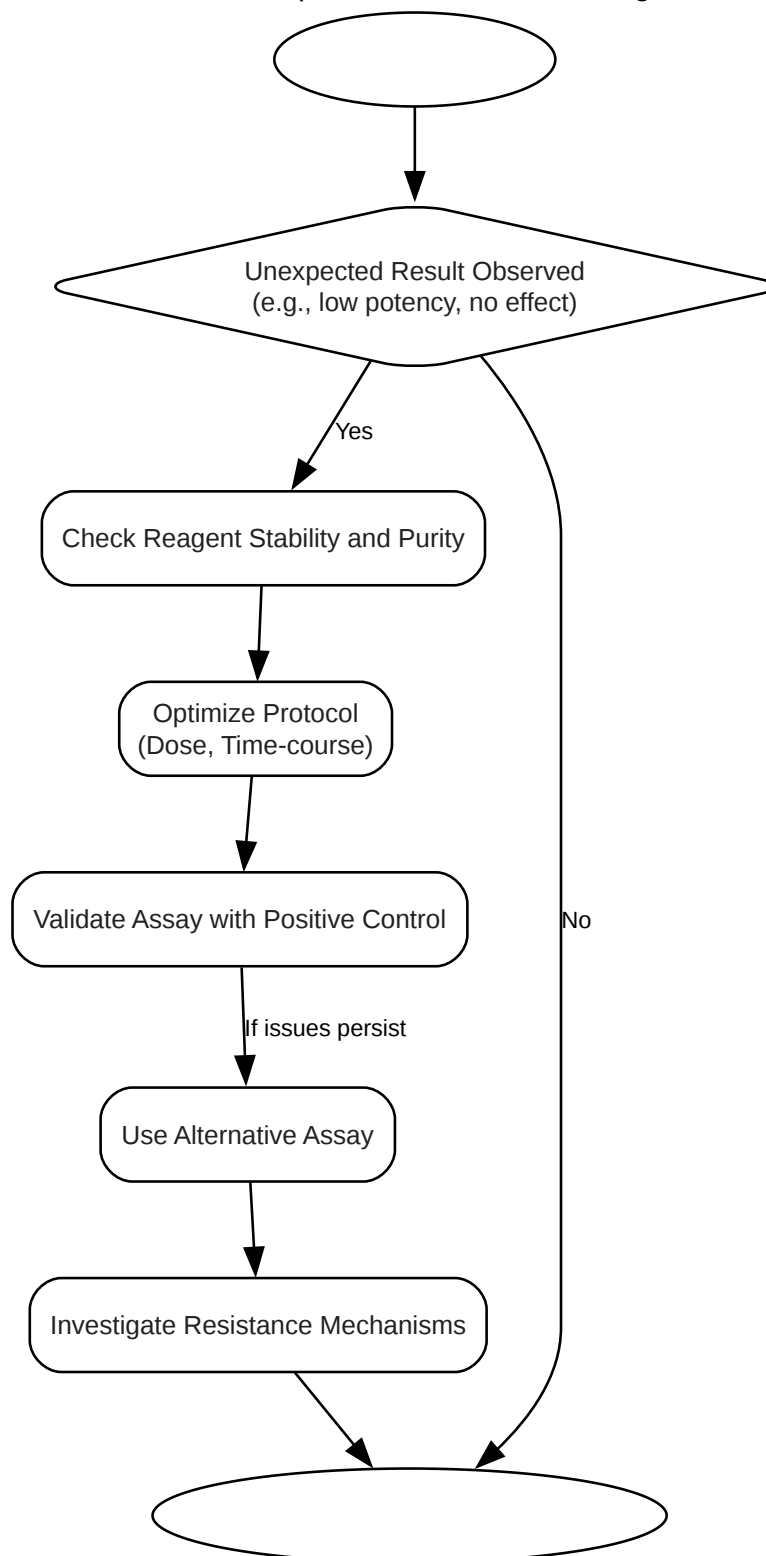 Unexpected Result Observed
(e.g., low potency, no effect)
Yes
Check Reagent Stability and Purity
Optimize Protocol
(Dose, Time-course)
Validate Assay with Positive Control
No
If issues persist
Use Alternative Assay
Investigate Resistance Mechanisms